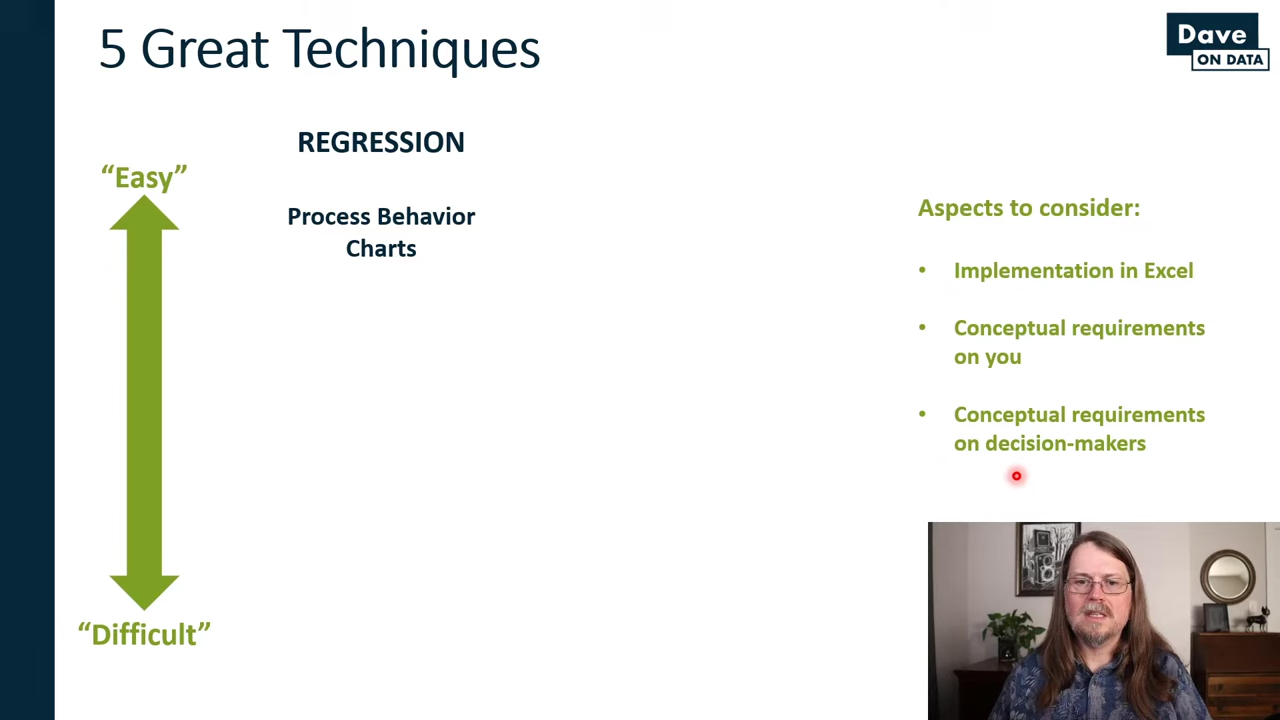 5 Great Techniques
Dave
ON DATA
REGRESSION
“Easy”
Process Behavior
Charts
Aspects to consider:
• Implementation in Excel
• Conceptual requirements
on you
• Conceptual requirements
on decision-makers
“Difficult”